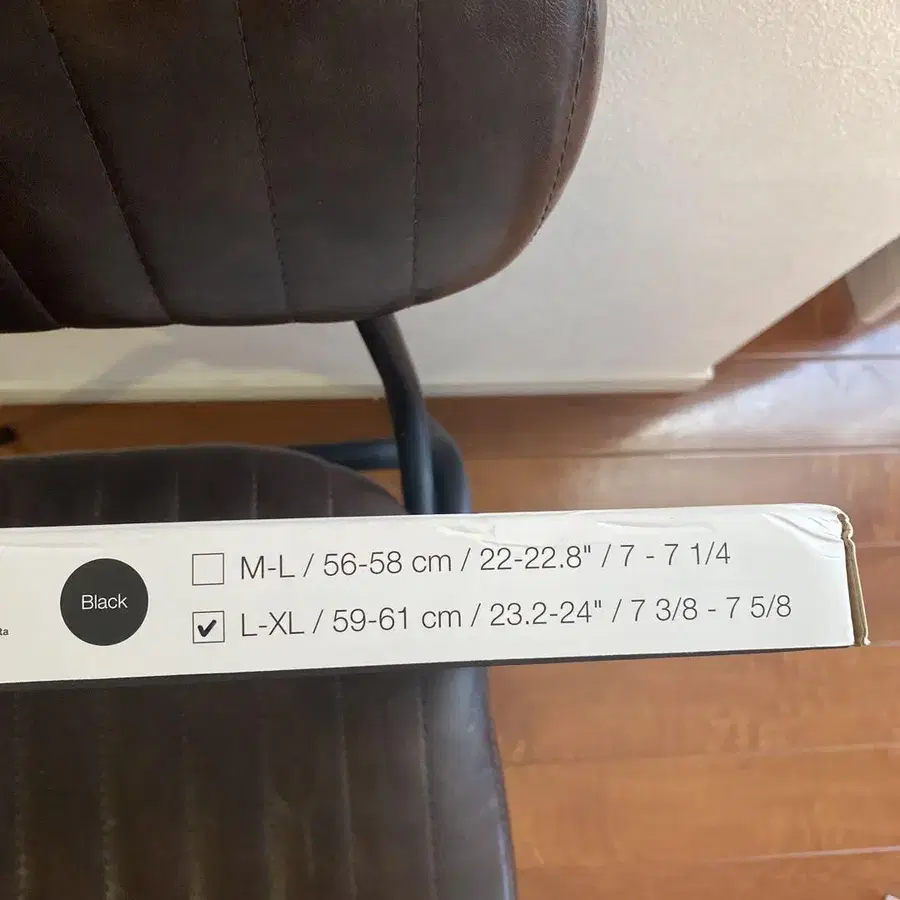 Black
M-L / 56-58 cm / 22-22.8" / 7 - 7 1/4
L-XL / 59-61 cm / 23.2-24" / 7 3/8 - 7 5/8